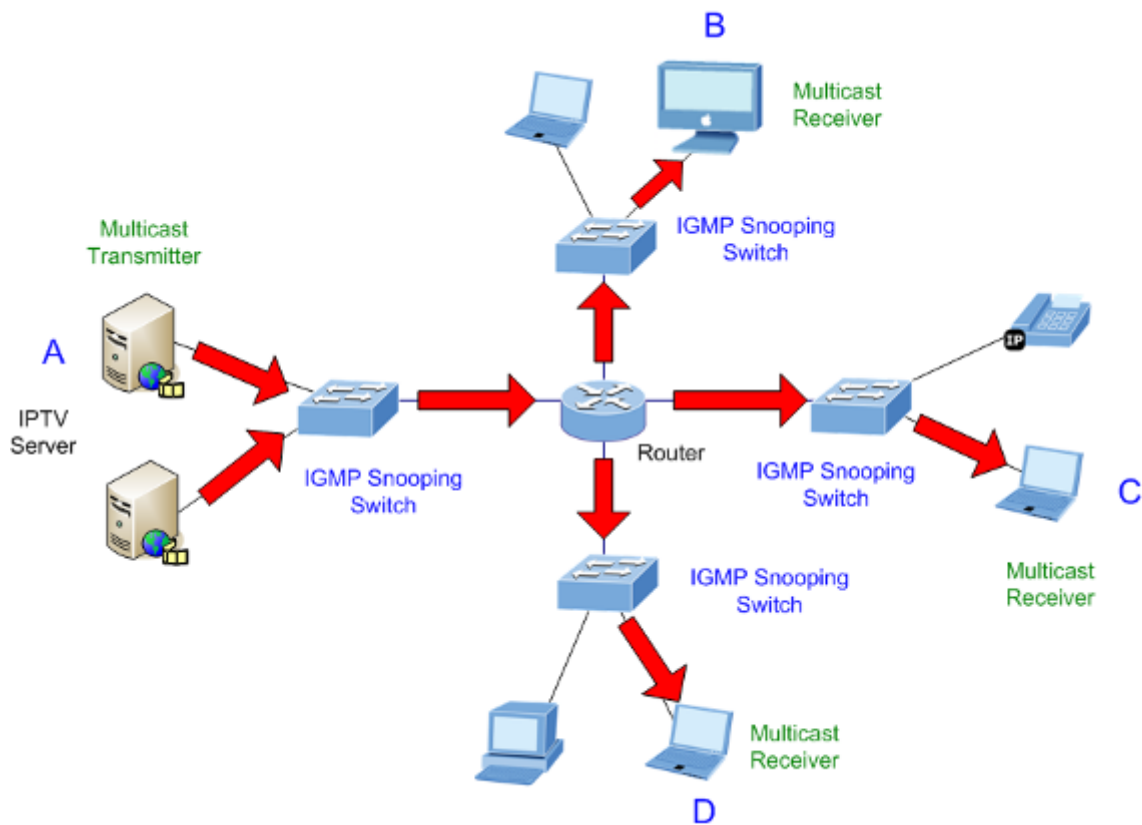 B
Multicast
Receiver
IGMP Snooping
Switch
Multicast
Transmitter
A
IPTV
Server
IGMP Snooping
Switch
Router
IP
IGMP Snooping
Switch
C
Multicast
Receiver
IGMP Snooping
Switch
Multicast
Receiver
D